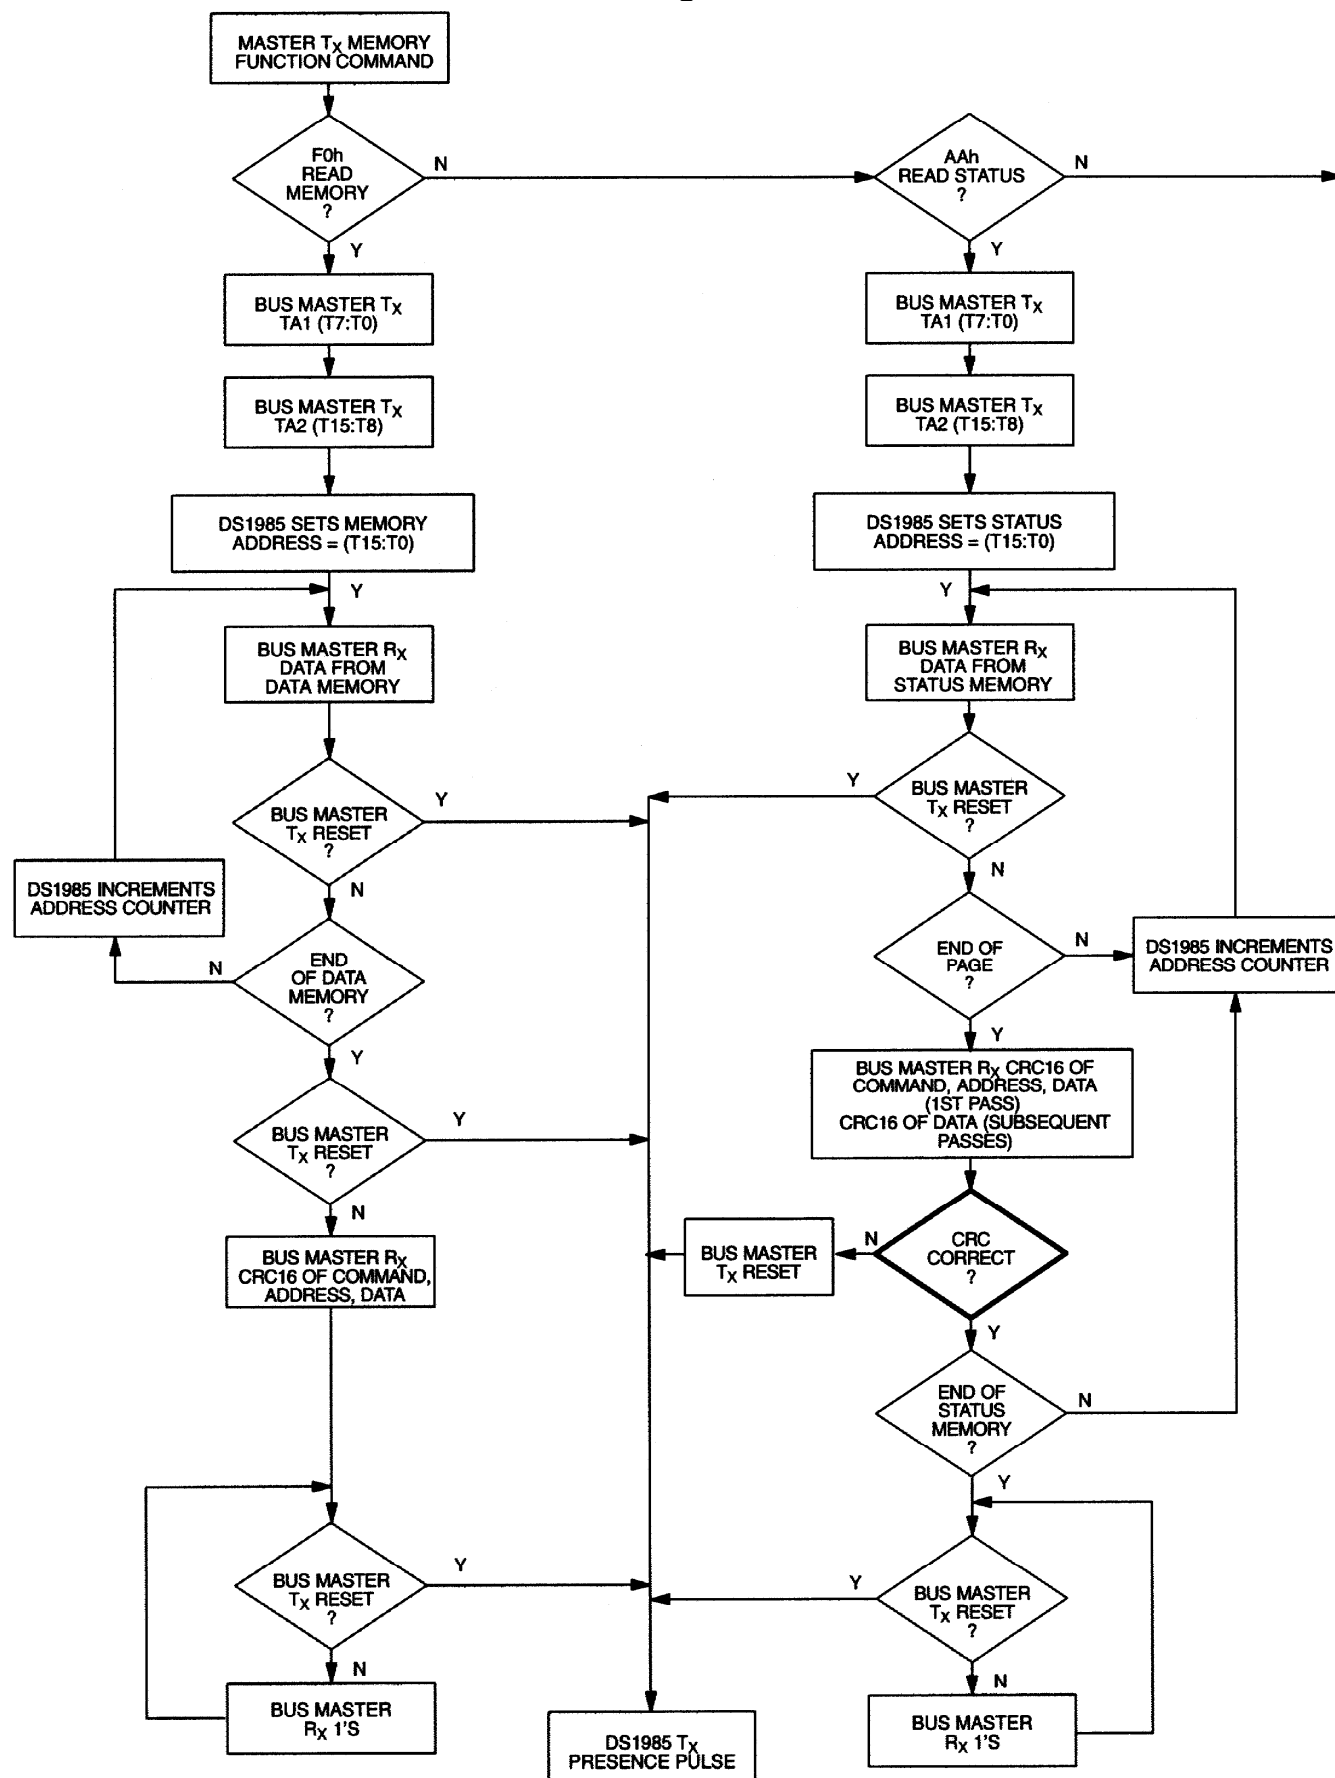 MASTER TX MEMORY
FUNCTION COMMAND
F0h
READ
MEMORY
?
N
Y
BUS MASTER TX
TA1 (T7:T0)
BUS MASTER TX
TA2 (T15:T8)
DS1985 SETS MEMORY
ADDRESS = (T15:T0)
Y
BUS MASTER RX
DATA FROM
DATA MEMORY
BUS MASTER
TX RESET
?
Y
N
DS1985 INCREMENTS
ADDRESS COUNTER
END
OF DATA
MEMORY
?
N
Y
BUS MASTER
TX RESET
?
Y
N
BUS MASTER RX
CRC16 OF COMMAND,
ADDRESS, DATA
BUS MASTER
TX RESET
?
Y
N
BUS MASTER
RX 1'S
AAh
READ STATUS
?
N
Y
BUS MASTER TX
TA1 (T7:T0)
BUS MASTER TX
TA2 (T15:T8)
DS1985 SETS STATUS
ADDRESS = (T15:T0)
Y
BUS MASTER RX
DATA FROM
STATUS MEMORY
Y
BUS MASTER
TX RESET
?
N
END OF
PAGE
?
N
DS1985 INCREMENTS
ADDRESS COUNTER
Y
BUS MASTER RX CRC16 OF
COMMAND, ADDRESS, DATA
(1ST PASS)
CRC16 OF DATA (SUBSEQUENT
PASSES)
CRC
CORRECT
?
N
BUS MASTER
TX RESET
Y
END OF
STATUS
MEMORY
?
N
Y
BUS MASTER
TX RESET
?
Y
N
BUS MASTER
RX 1'S
DS1985 TX
PRESENCE PULSE